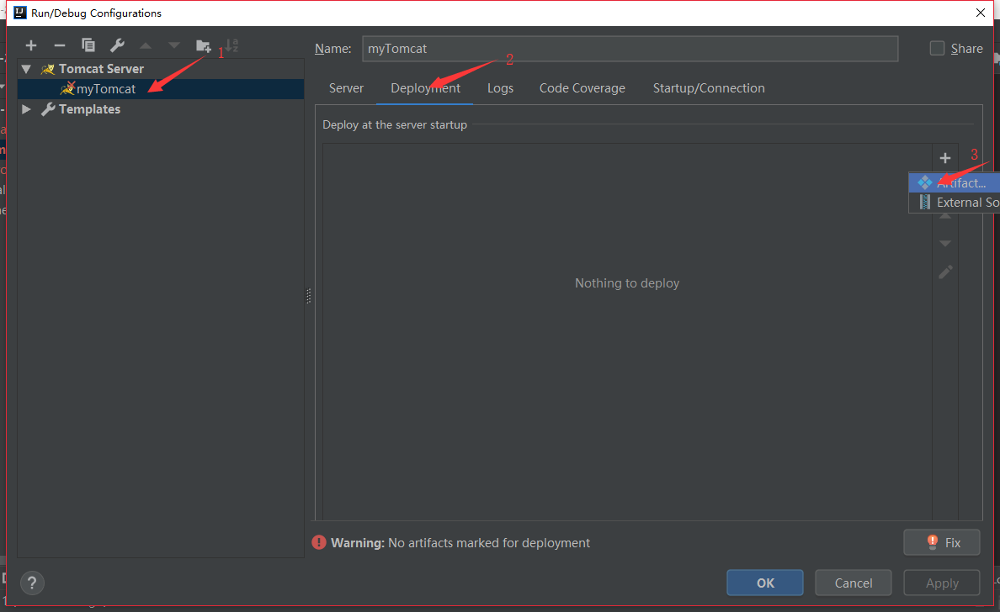 Run/Debug Configurations
1
Name: myTomcat
Share
Tomcat Server
myTomcat
Templates
2
Server Deployment Logs Code Coverage Startup/Connection
Deploy at the server startup
3
Artifact...
External So
Nothing to deploy
Warning: No artifacts marked for deployment
Fix
?
OK Cancel Apply